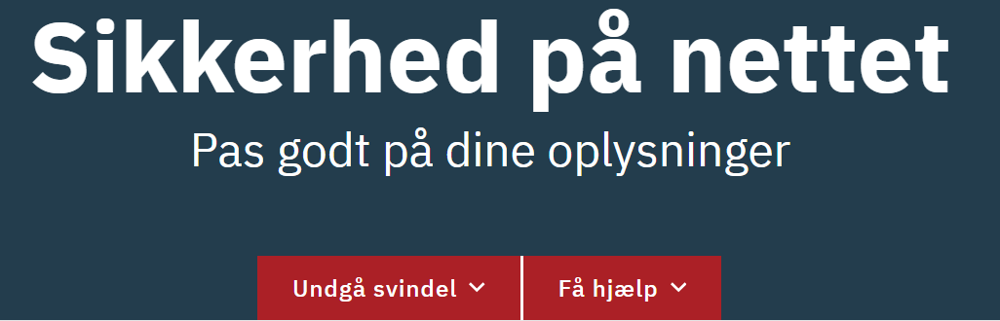 Sikkerhed på nettet
Pas godt på dine oplysninger
Undgå svindel Få hjælp